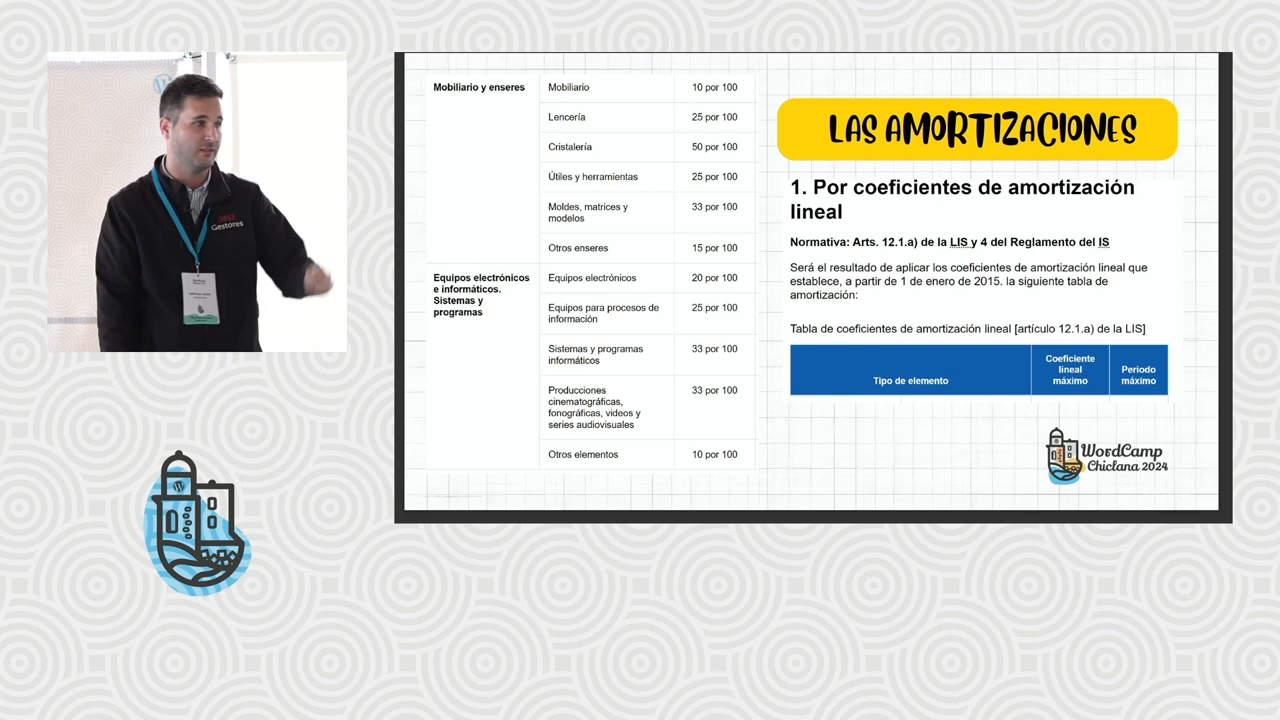 Gestores
Mobiliario y enseres
Mobiliario
10 por 100
Lencería
25 por 100
Cristalería
50 por 100
Útiles y herramientas
25 por 100
Moldes, matrices y
modelos
33 por 100
Otros enseres
15 por 100
Equipos electrónicos
e informáticos.
Sistemas y
programas
Equipos electrónicos
20 por 100
Equipos para procesos de
información
25 por 100
Sistemas y programas
informáticos
33 por 100
Producciones
cinematográficas,
fonográficas, videos y
series audiovisuales
33 por 100
Otros elementos
10 por 100
LAS AMORTIZACIONES
1. Por coeficientes de amortización
lineal
Normativa: Arts. 12.1.a) de la LIS y 4 del Reglamento del IS
Será el resultado de aplicar los coeficientes de amortización lineal que
establece, a partir de 1 de enero de 2015. la siguiente tabla de
amortización:
Tabla de coeficientes de amortización lineal [artículo 12.1.a) de la LIS]
Tipo de elemento
Coeficiente
lineal
máximo
Periodo
máximo
WordCamp
Chiclana 2024